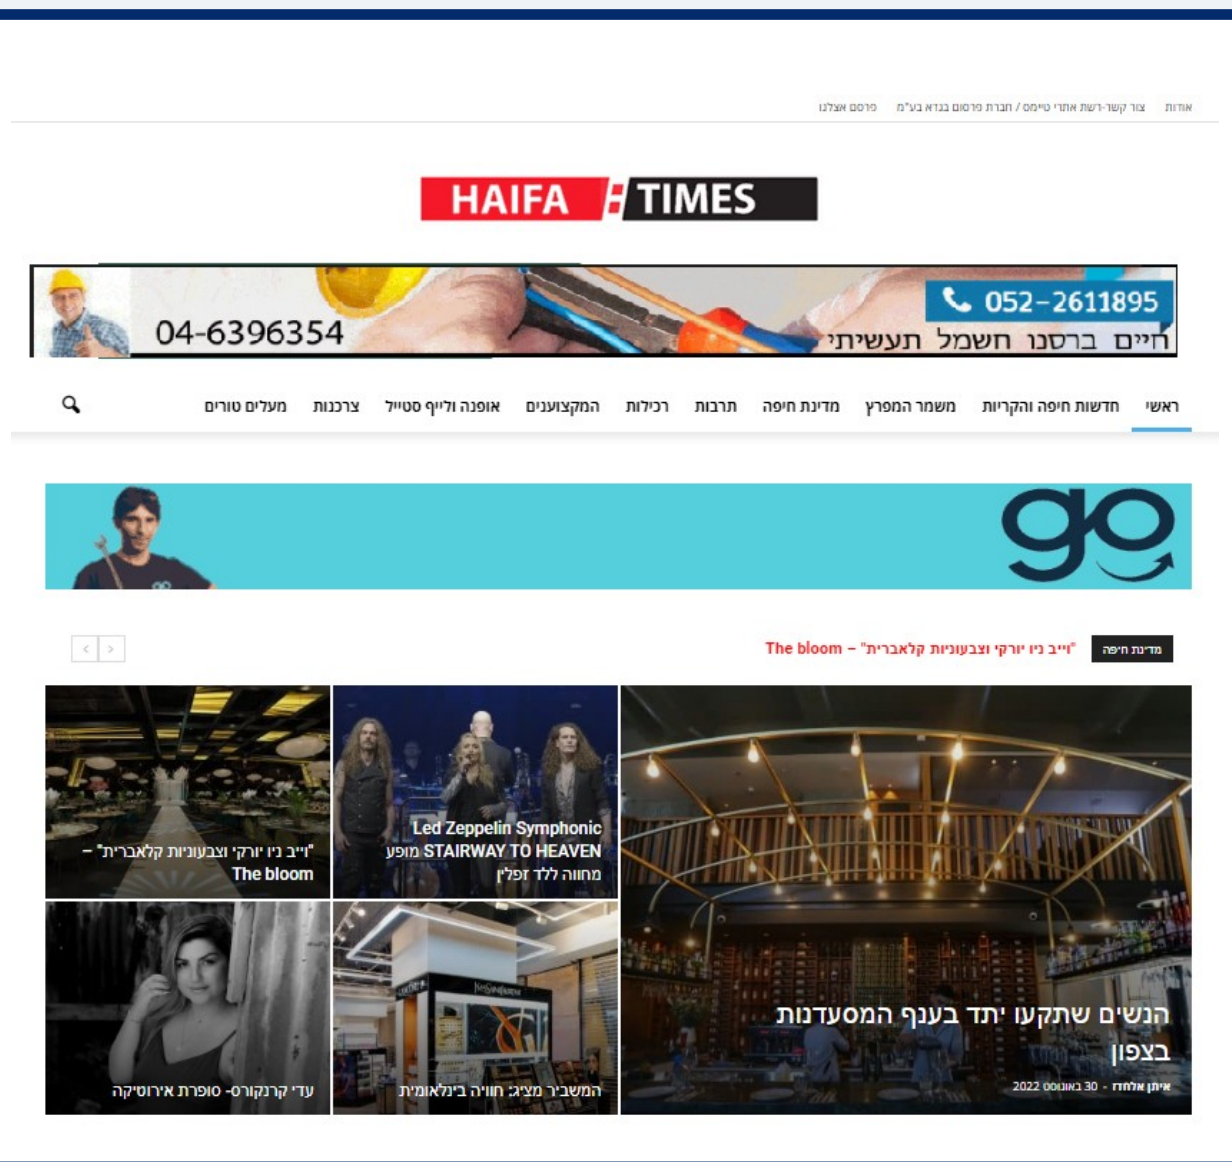 אודות
צור קשר-רשת אתרי טיימס / חברת פרסום בנדא בע"מ
פרסם אצלנו
HAIFA TIMES
052-2611895
04-6396354
חיים ברסנו חשמל תעשיתי
ראשי
חדשות חיפה והקריות
משמר המפרץ
מדינת חיפה
תרבות
רכילות
המקצוענים
אופנה ולייף סטייל
צרכנות
מעלים טורים
go
מדינת חיפה
"וייב ניו יורקי וצבעוניות קלאברית" – The bloom
הנשים שתקעו יתד בענף המסעדנות
בצפון
איתן אלחדז - 30 באוגוסט 2022
Led Zeppelin Symphonic
STAIRWAY TO HEAVEN מופע
מחווה ללד זפלין
"וייב ניו יורקי וצבעוניות קלאברית" –
The bloom
YvesSaintLaurent
המשביר מציג: חוויה בינלאומית
עדי קרנקורס- סופרת אירוטיקה